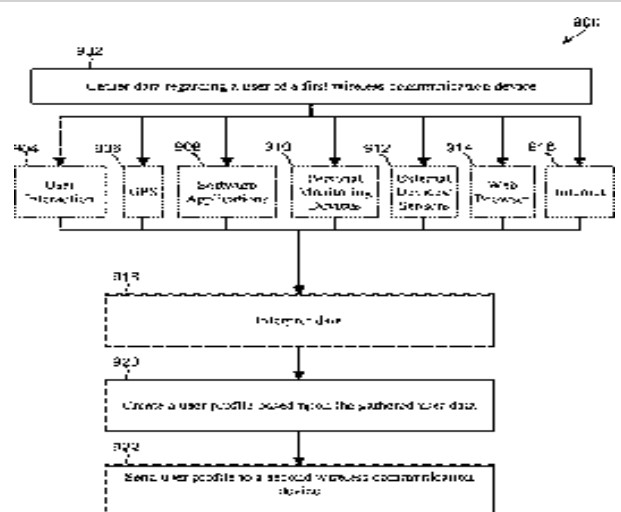 900
902
Gather data regarding a user of a first wireless communication device
904
906
908
910
912
914
916
User
Interaction
GPS
Software
Applications
Personal
Monitoring
Devices
External
Devices/
Sensors
Web
Browser
Internet
918
Interpret data
920
Create a user profile based upon the gathered user data
922
Send user profile to a second wireless communication
device